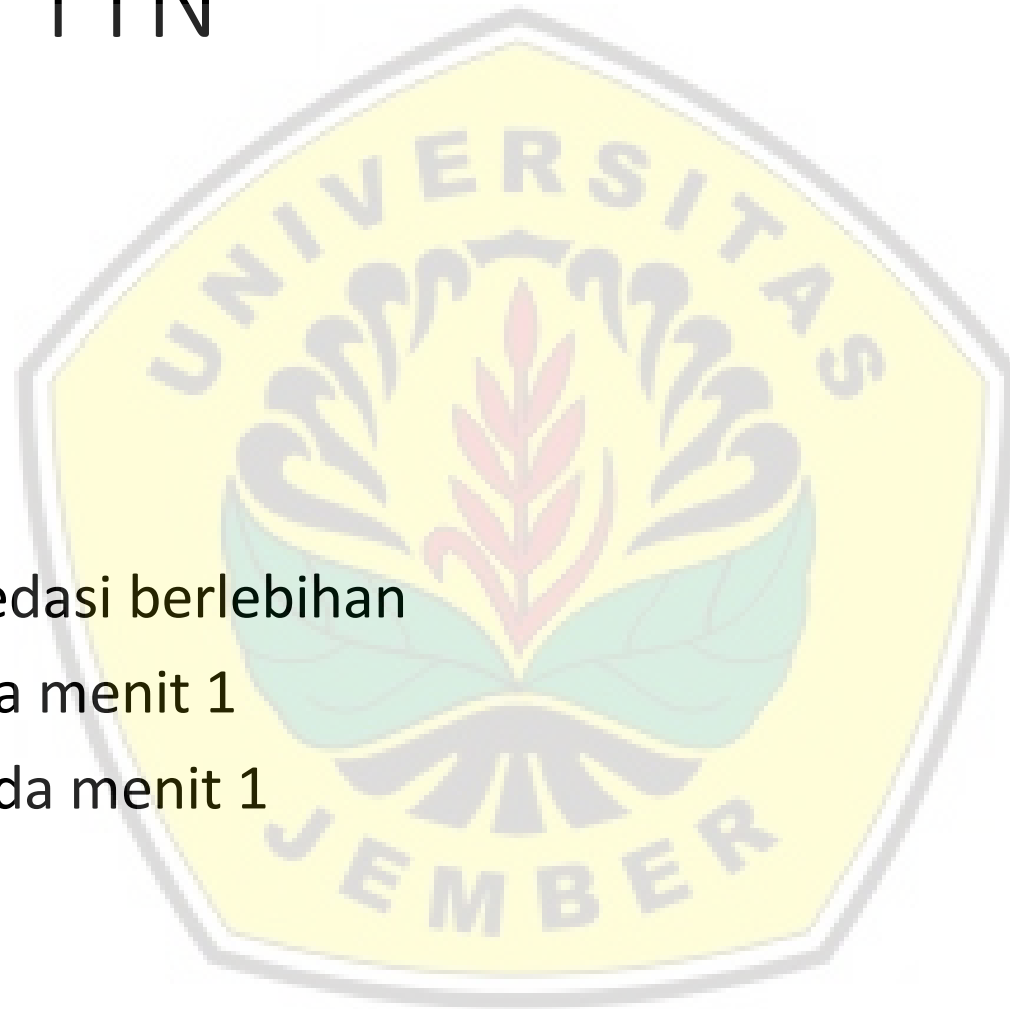 TTN
UNIVERSITAS
edasi berlebihan
a menit 1
da menit 1
JEMBER